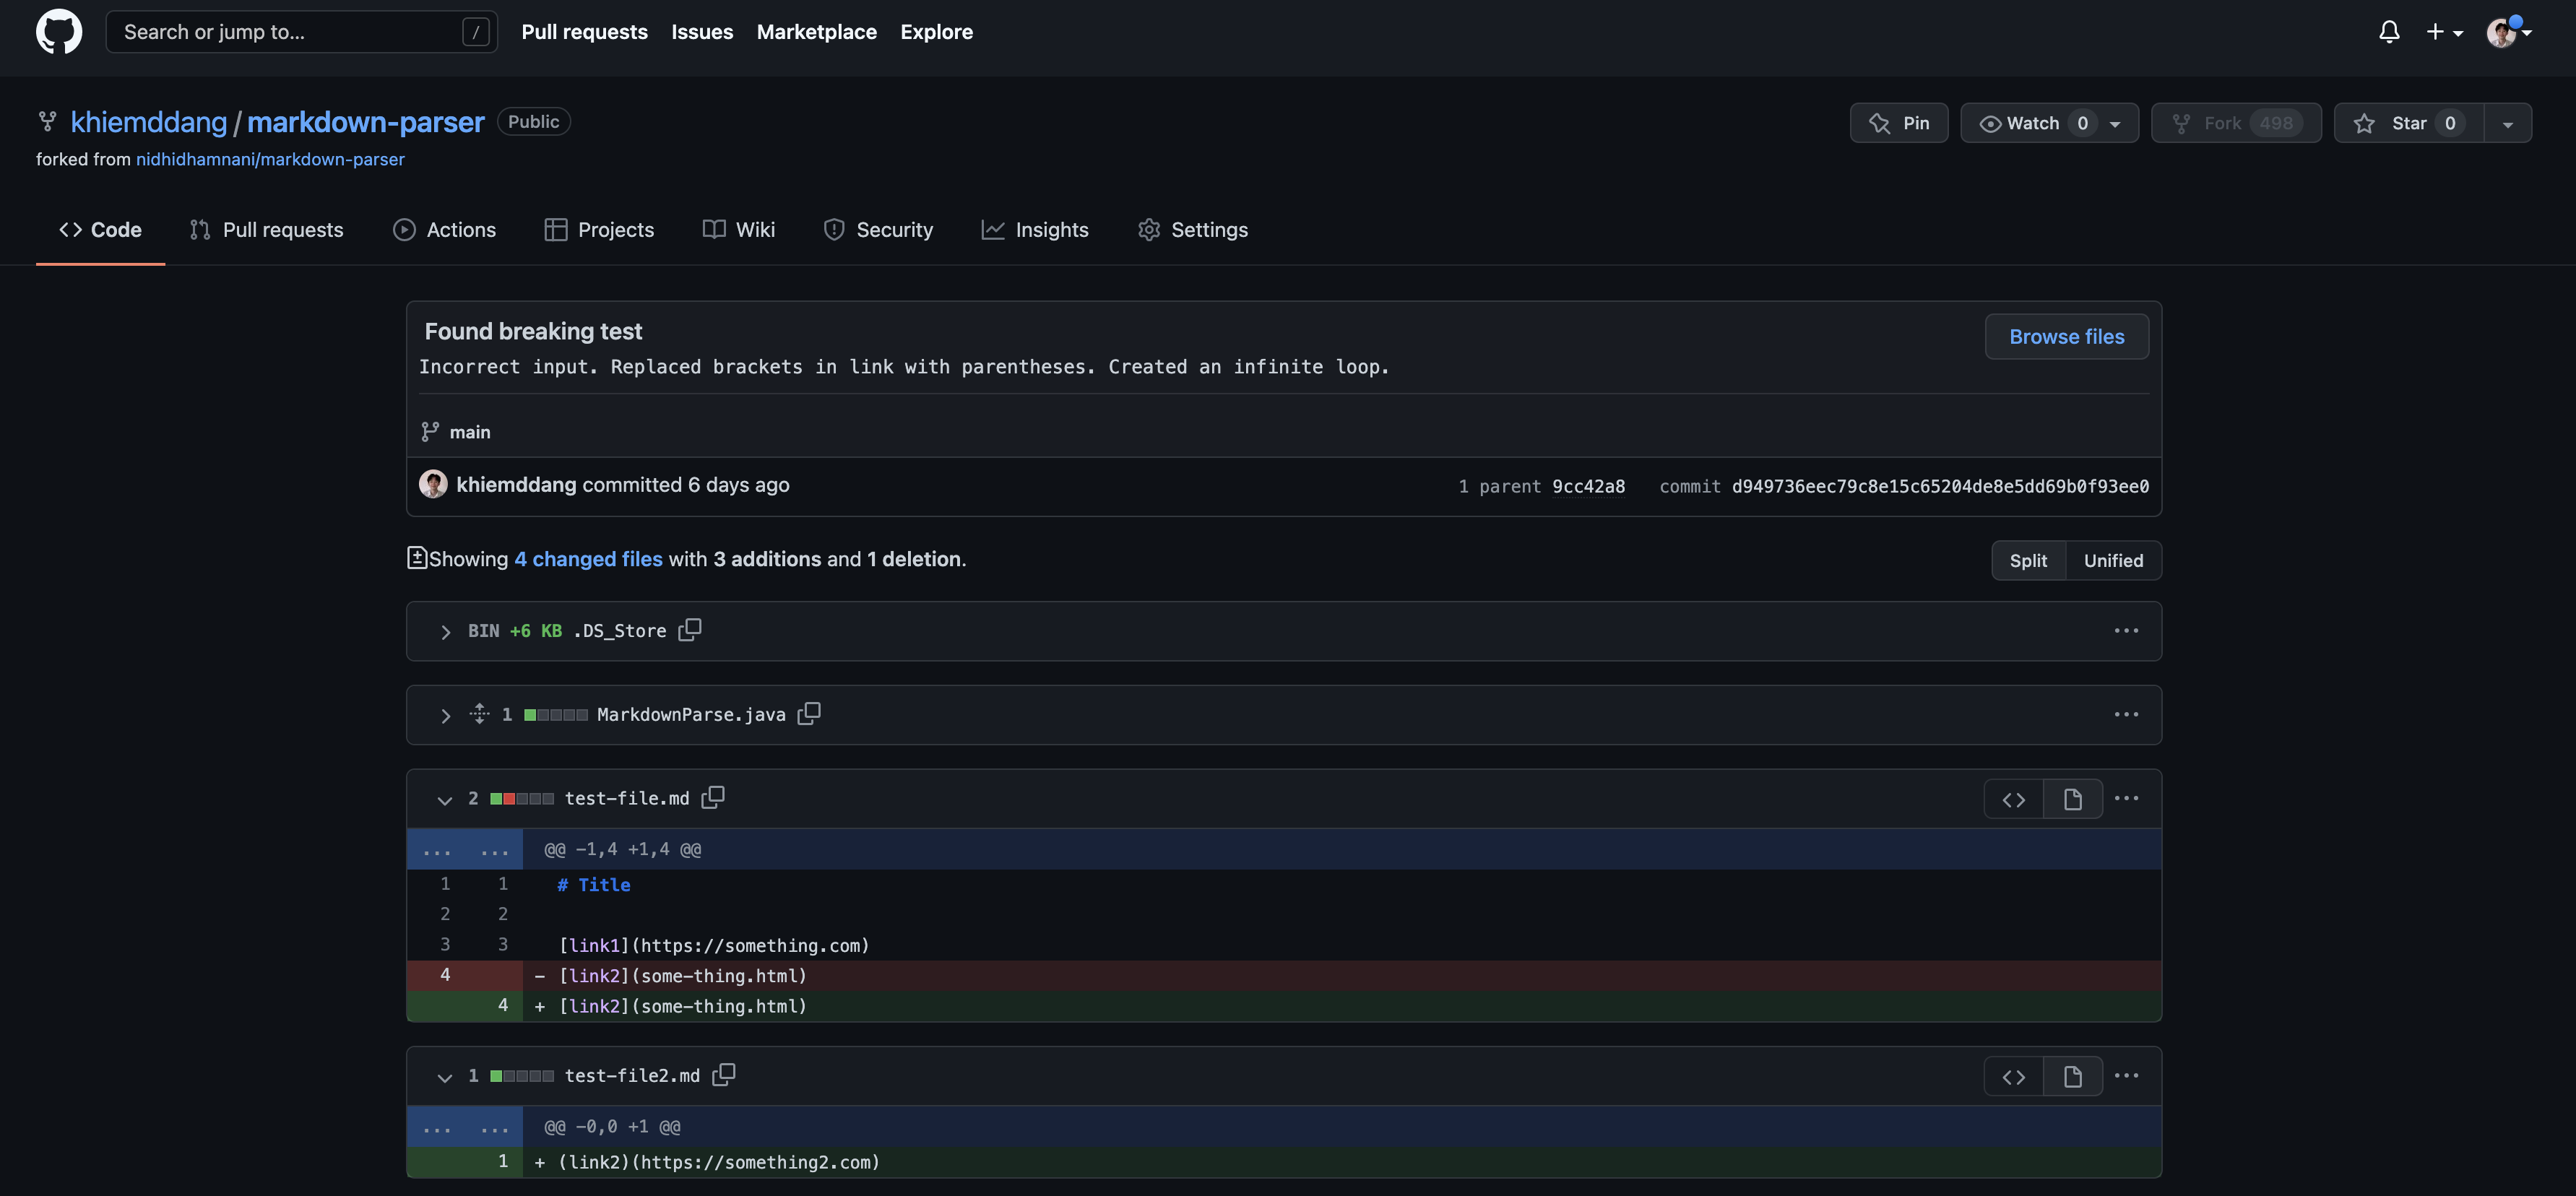 Search or jump to... / Pull requests Issues Marketplace Explore
khiemddang / markdown-parser Public
Pin Watch 0 Fork 498 Star 0
forked from nidhidhamnani/markdown-parser
Code Pull requests Actions Projects Wiki Security Insights Settings
Found breaking test
Browse files
Incorrect input. Replaced brackets in link with parentheses. Created an infinite loop.
main
khiemddang committed 6 days ago
1 parent 9cc42a8 commit d949736eec79c8e15c65204de8e5dd69b0f93ee0
Showing 4 changed files with 3 additions and 1 deletion.
Split Unified
BIN +6 KB .DS_Store
1 MarkdownParse.java
2 test-file.md
... ... @@ -1,4 +1,4 @@
1 1 # Title
2 2
3 3 [link1](https://something.com)
4 - [link2](some-thing.html)
4 + [link2](some-thing.html)
1 test-file2.md
... ... @@ -0,0 +1 @@
1 + (link2)(https://something2.com)